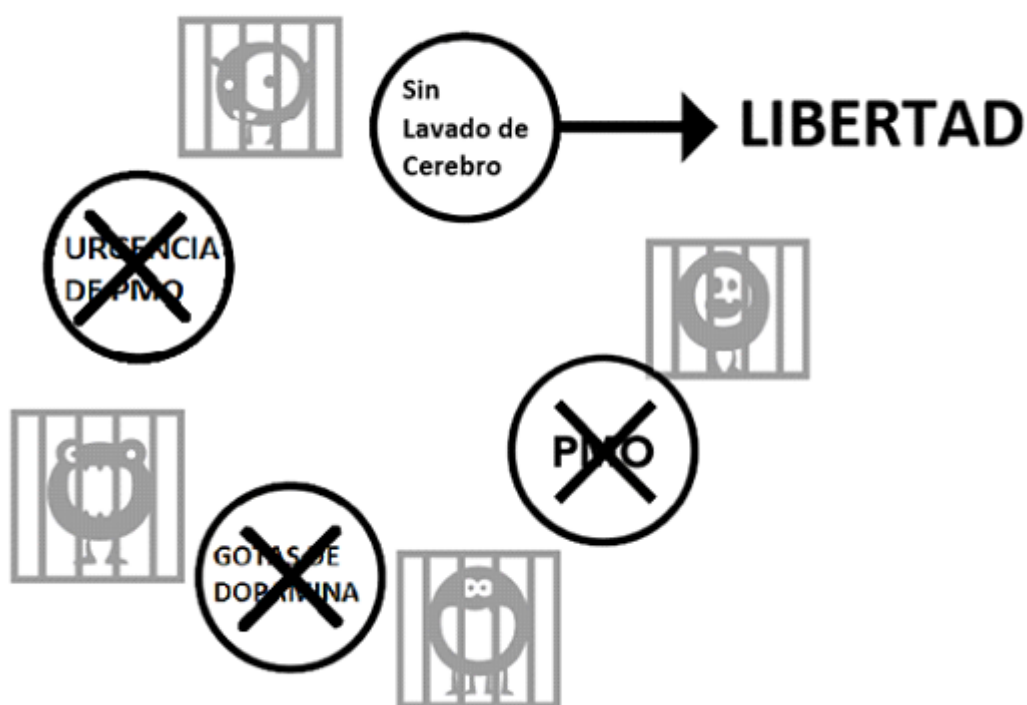 Sin
Lavado de
Cerebro
LIBERTAD
URGENCIA
DE PMO
PMO
GOTAS DE
DOPAMINA